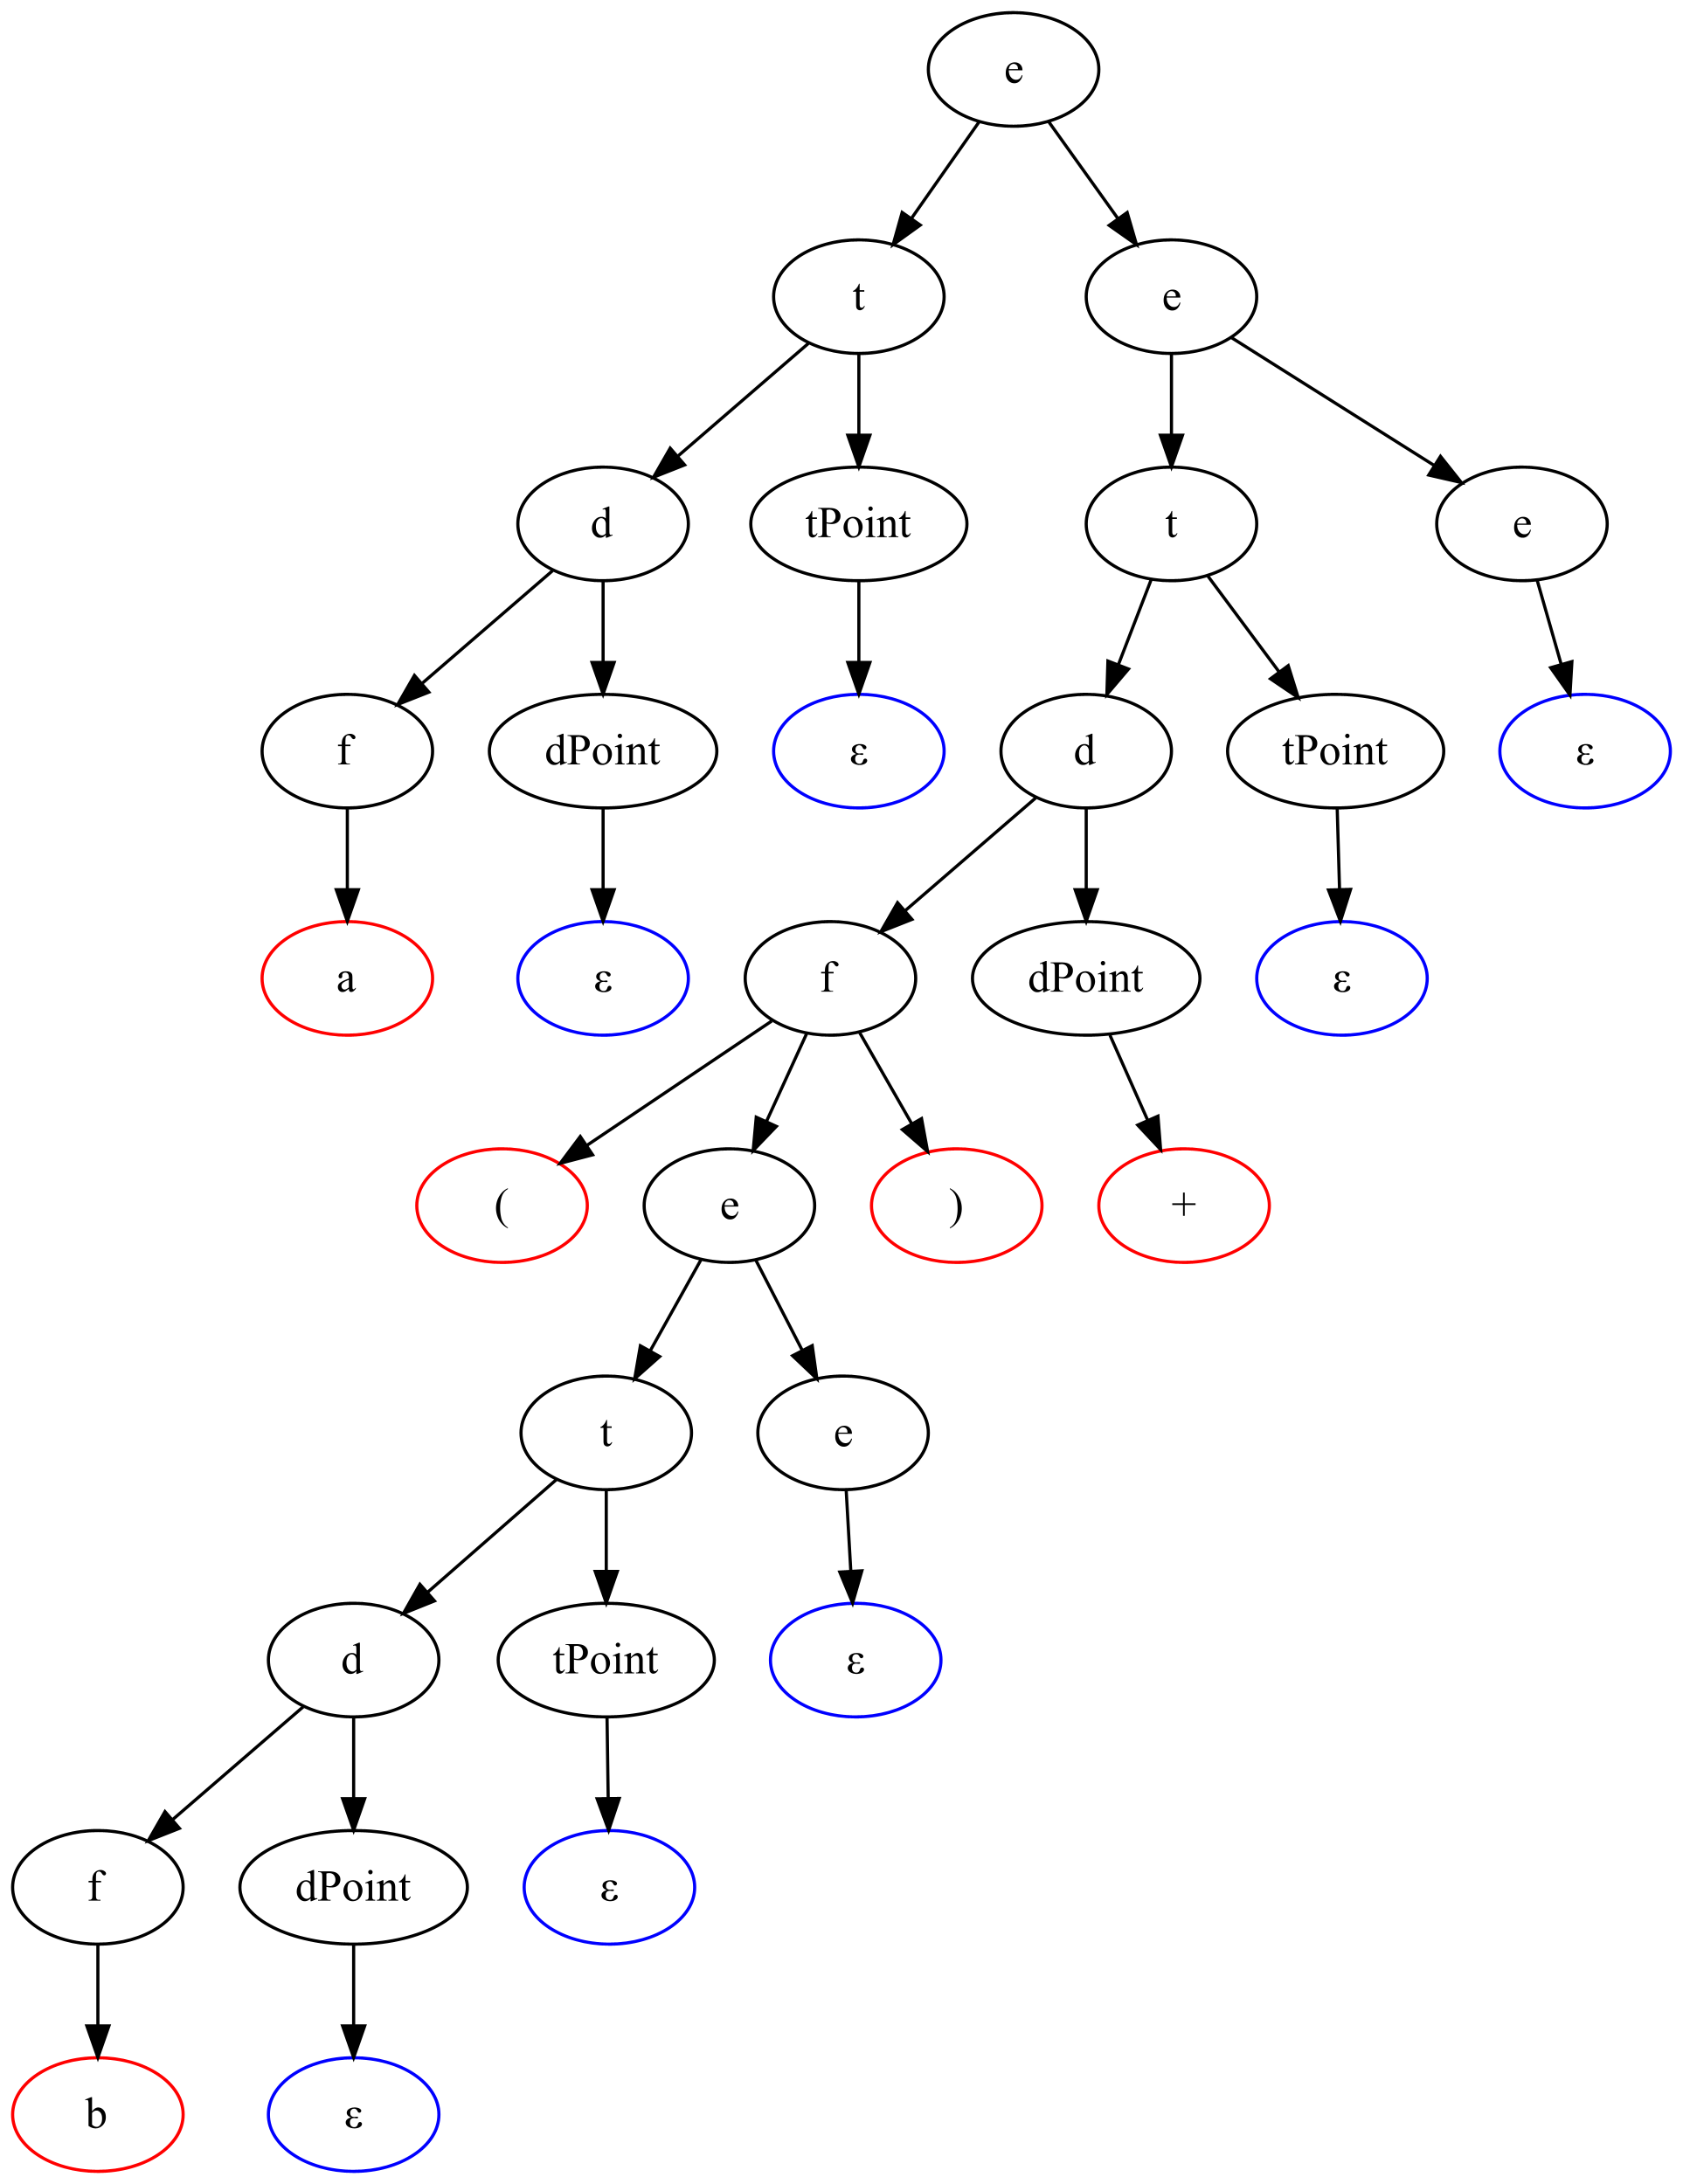 e
t e
d tPoint t e
f dPoint ε d tPoint ε
a ε f dPoint ε
( e ) +
t e
d tPoint ε
f dPoint ε
b ε